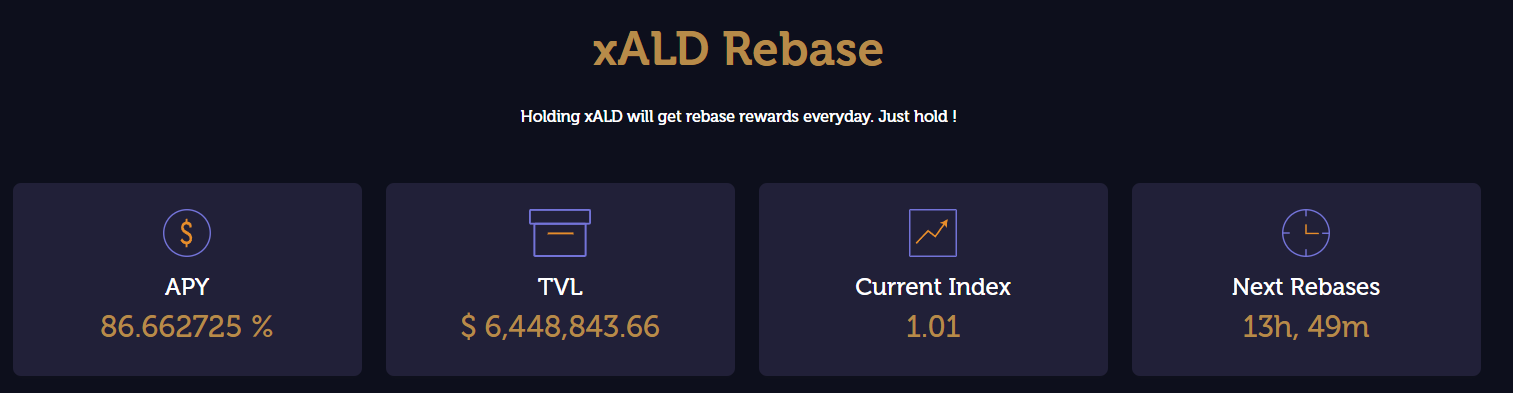 xALD Rebase
Holding xALD will get rebase rewards everyday. Just hold !
$
APY
86.662725 %
TVL
$ 6,448,843.66
Current Index
1.01
Next Rebases
13h, 49m